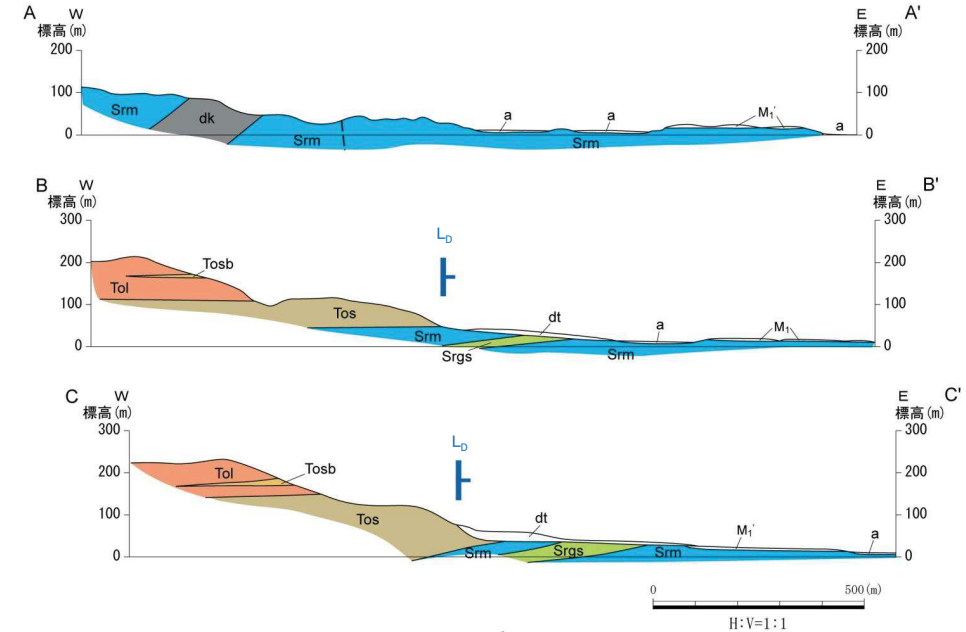 A W E A'
標高(m) 標高(m)
200 200
100 100
0 0
Srm dk Srm Srm a a M₁' a
B W E B'
標高(m) 標高(m)
300 300
200 200
100 100
0 0
L_D
Tosb
Tol
Tos
dt
Srm a M₁
Srgs
Srm
C W E C'
標高(m) 標高(m)
300 300
200 200
100 100
0 0
L_D
Tol Tosb
Tos dt M₁' a
Srm Srgs Srm
0 500(m)
H:V=1:1